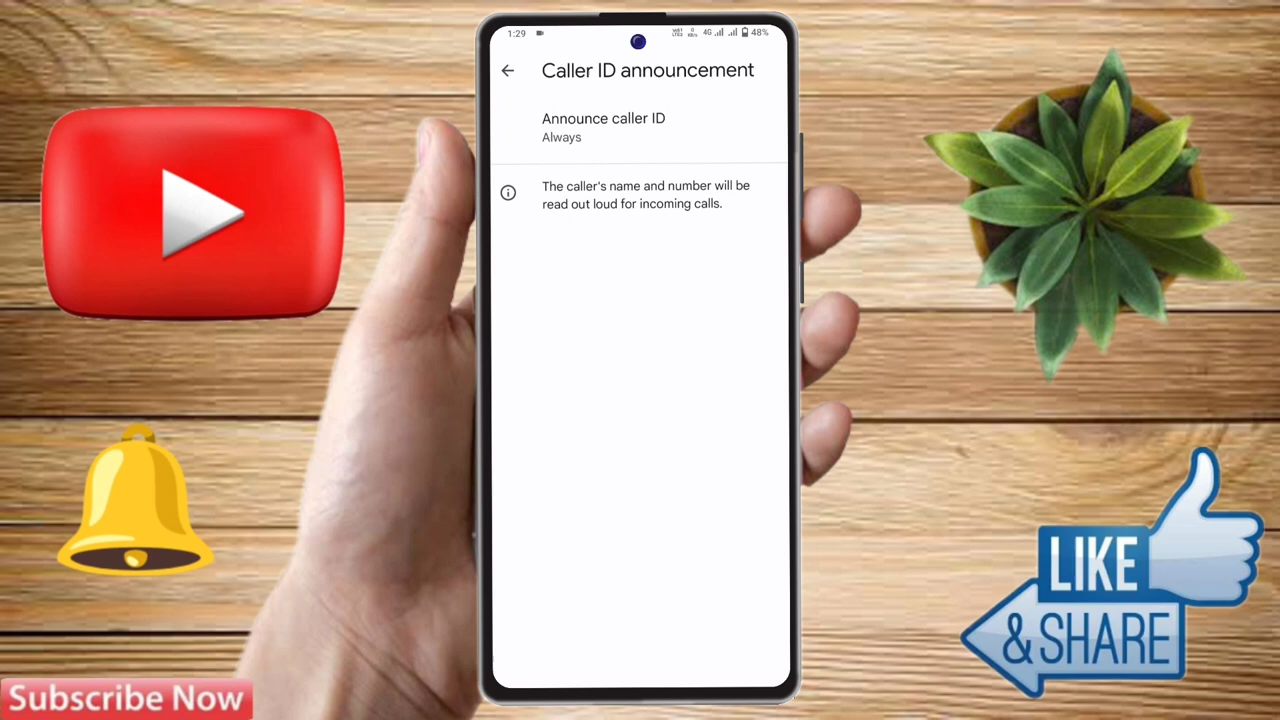 1:29
4G
48%
Caller ID announcement
Announce caller ID
Always
The caller's name and number will be
read out loud for incoming calls.
LIKE
& SHARE
Subscribe Now